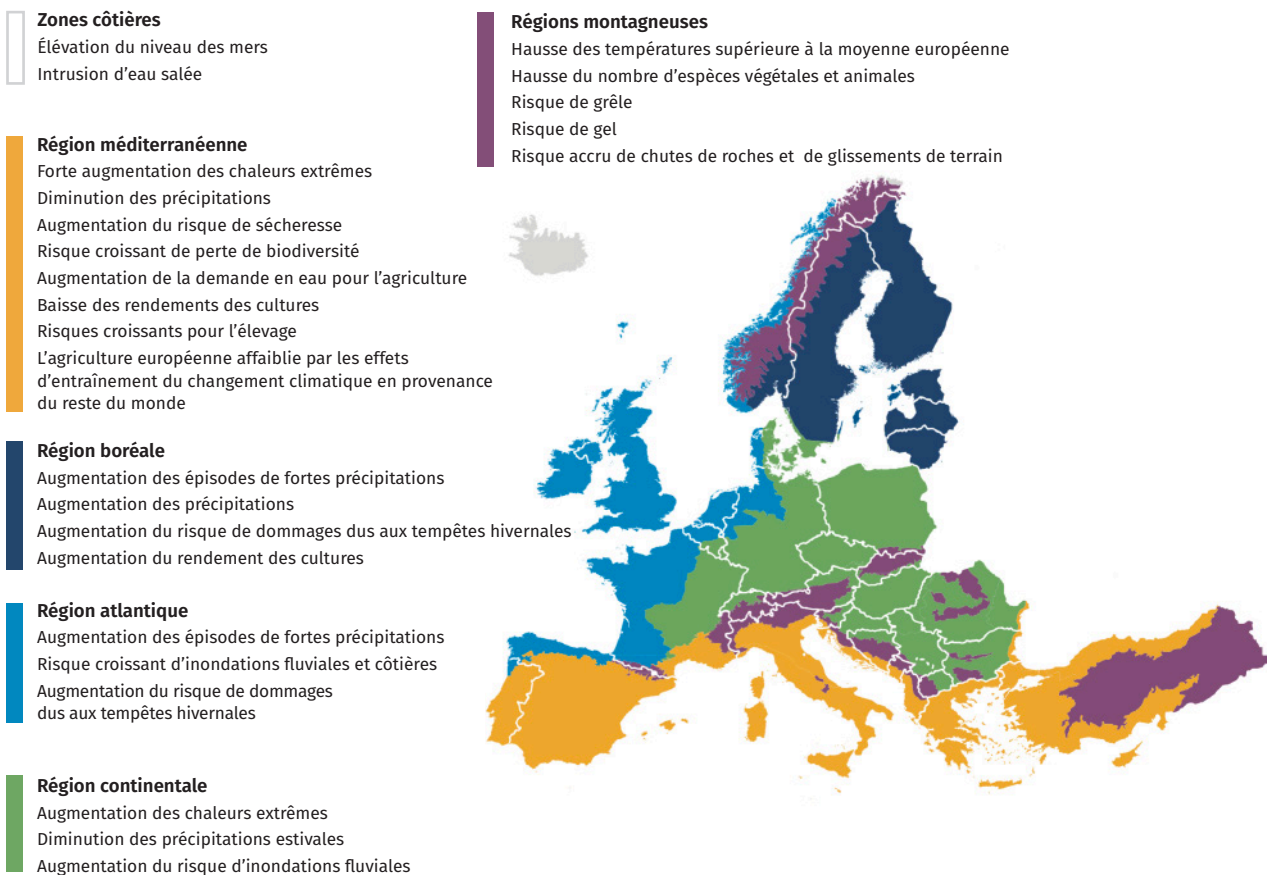 Zones côtières
Élévation du niveau des mers
Intrusion d'eau salée
Régions montagneuses
Hausse des températures supérieure à la moyenne européenne
Hausse du nombre d'espèces végétales et animales
Risque de grêle
Risque de gel
Risque accru de chutes de roches et de glissements de terrain
Région méditerranéenne
Forte augmentation des chaleurs extrêmes
Diminution des précipitations
Augmentation du risque de sécheresse
Risque croissant de perte de biodiversité
Augmentation de la demande en eau pour l'agriculture
Baisse des rendements des cultures
Risques croissants pour l'élevage
L'agriculture européenne affaiblie par les effets
d'entraînement du changement climatique en provenance
du reste du monde
Région boréale
Augmentation des épisodes de fortes précipitations
Augmentation des précipitations
Augmentation du risque de dommages dus aux tempêtes hivernales
Augmentation du rendement des cultures
Région atlantique
Augmentation des épisodes de fortes précipitations
Risque croissant d'inondations fluviales et côtières
Augmentation du risque de dommages
dus aux tempêtes hivernales
Région continentale
Augmentation des chaleurs extrêmes
Diminution des précipitations estivales
Augmentation du risque d'inondations fluviales